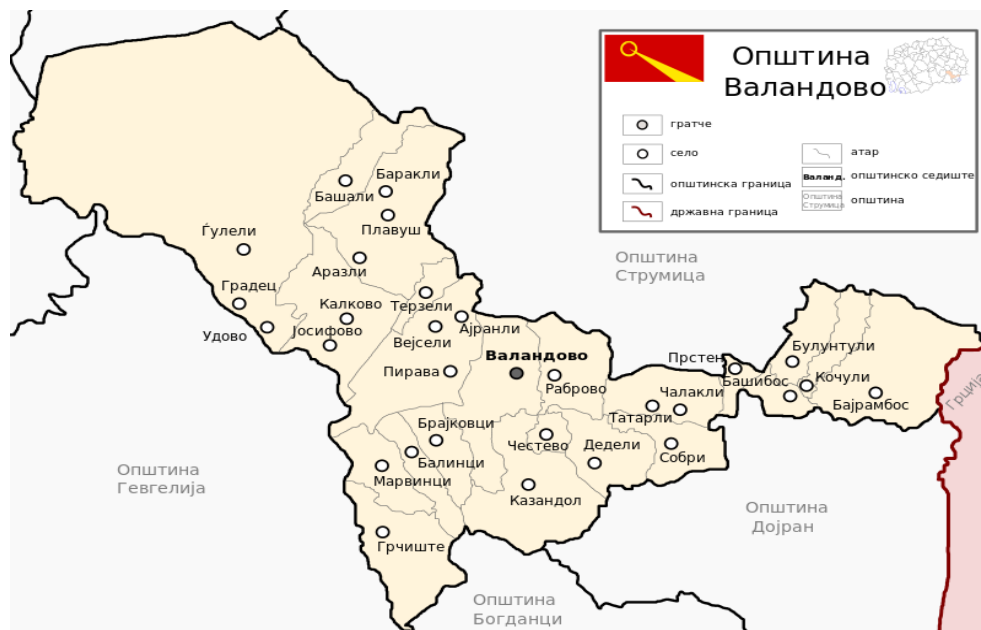 Општина
Валандово
гратче
село
општинска граница
државна граница
атар
Валанд.
општинско седиште
Општина
Струмица
општина
Баракли
Башали
Плавуш
Ѓулели
Аразли
Градец
Калково
Терзели
Удово
Јосифово
Ајранли
Вејсели
Валандово
Пирава
Раброво
Прстен
Булунтули
Башибос
Кочули
Чалакли
Бајрамбос
Татарли
Брајковци
Честево
Дедели
Собри
Балинци
Марвинци
Казандол
Грчиште
Општина
Струмица
Општина
Гевгелија
Општина
Дојран
Општина
Богданци
Грција